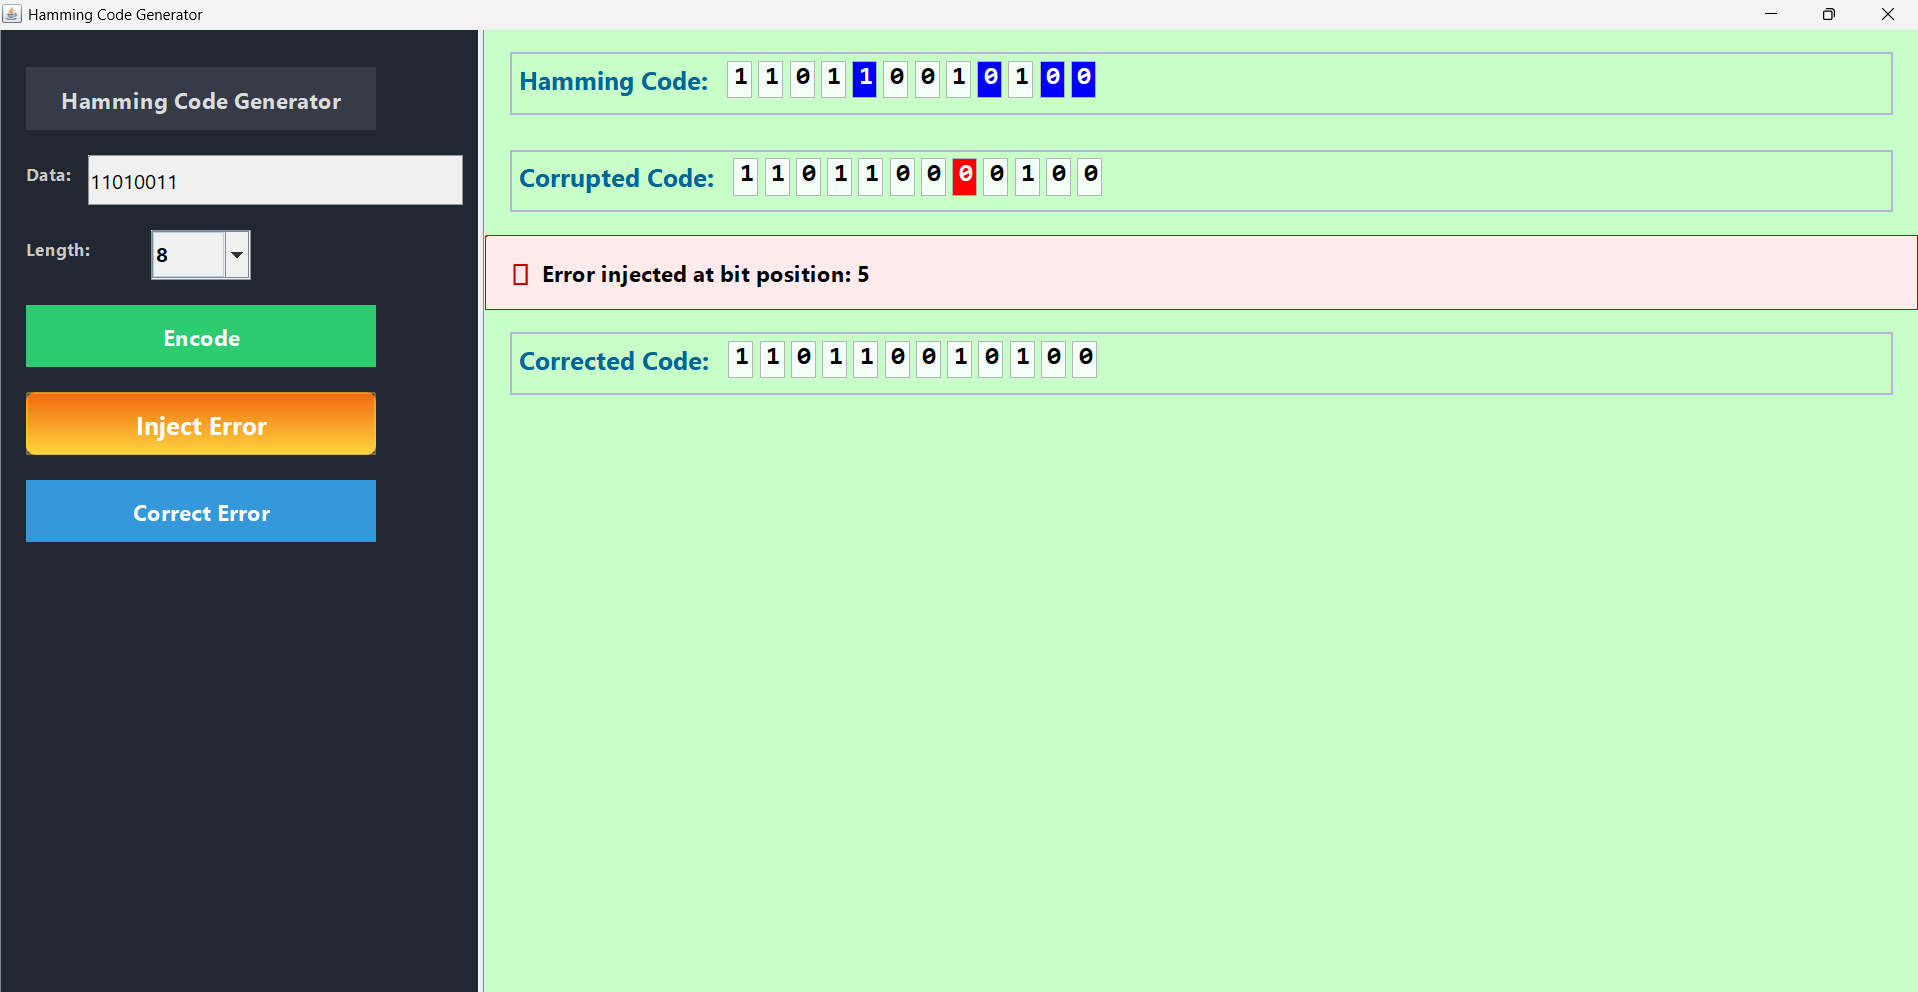 Hamming Code Generator
Hamming Code Generator
Data: 11010011
Length: 8
Encode
Inject Error
Correct Error
Hamming Code: 1 1 0 1 1 0 0 1 0 1 0 0
Corrupted Code: 1 1 0 1 1 0 0 0 0 1 0 0
Error injected at bit position: 5
Corrected Code: 1 1 0 1 1 0 0 1 0 1 0 0